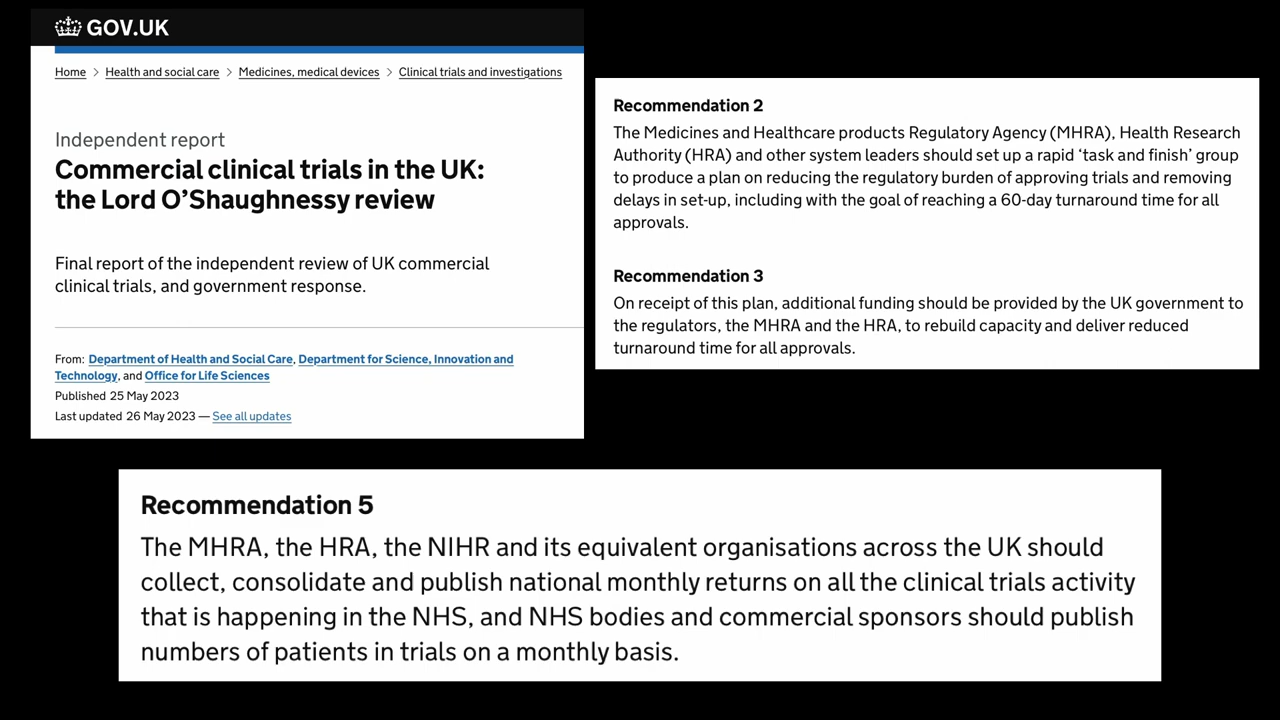 GOV.UK
Home > Health and social care > Medicines, medical devices > Clinical trials and investigations
Independent report
Commercial clinical trials in the UK:
the Lord O’Shaughnessy review
Final report of the independent review of UK commercial
clinical trials, and government response.
From: Department of Health and Social Care, Department for Science, Innovation and
Technology, and Office for Life Sciences
Published 25 May 2023
Last updated 26 May 2023 — See all updates
Recommendation 2
The Medicines and Healthcare products Regulatory Agency (MHRA), Health Research
Authority (HRA) and other system leaders should set up a rapid ‘task and finish’ group
to produce a plan on reducing the regulatory burden of approving trials and removing
delays in set-up, including with the goal of reaching a 60-day turnaround time for all
approvals.
Recommendation 3
On receipt of this plan, additional funding should be provided by the UK government to
the regulators, the MHRA and the HRA, to rebuild capacity and deliver reduced
turnaround time for all approvals.
Recommendation 5
The MHRA, the HRA, the NIHR and its equivalent organisations across the UK should
collect, consolidate and publish national monthly returns on all the clinical trials activity
that is happening in the NHS, and NHS bodies and commercial sponsors should publish
numbers of patients in trials on a monthly basis.